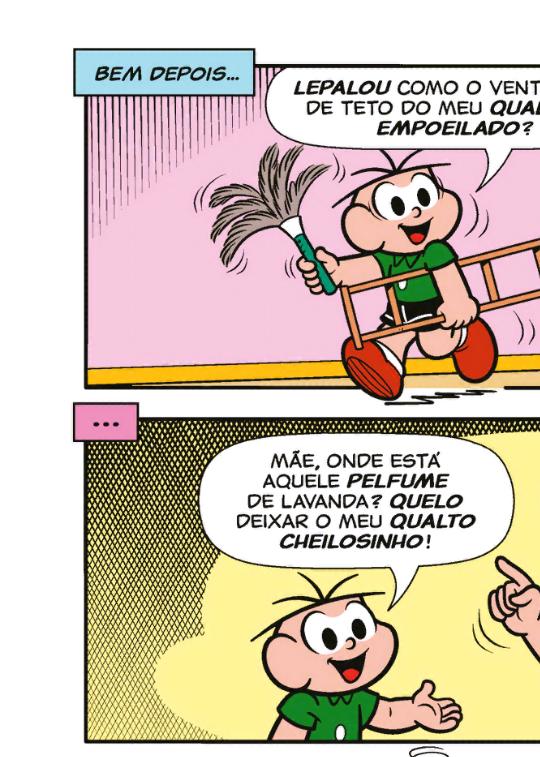 BEM DEPOIS...
LEPALOU COMO O VENT
DE TETO DO MEU QUAL
EMPOEILADO?
...
MÃE, ONDE ESTÁ
AQUELE PELFUME
DE LAVANDA? QUELO
DEIXAR O MEU QUALTO
CHEILOSINHO!